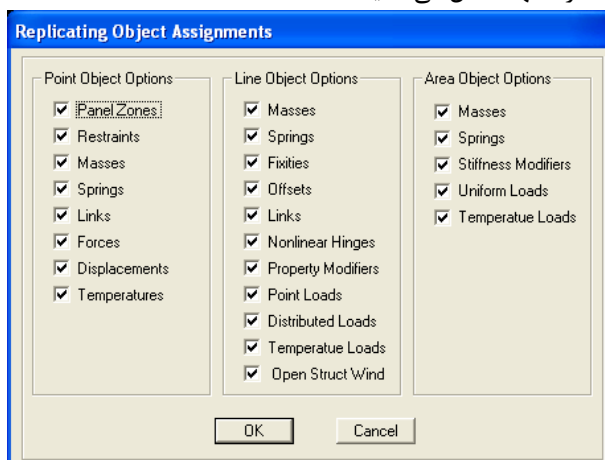 Replicating Object Assignments
Point Object Options
Panel Zones
Restraints
Masses
Springs
Links
Forces
Displacements
Temperatures
Line Object Options
Masses
Springs
Fixities
Offsets
Links
Nonlinear Hinges
Property Modifiers
Point Loads
Distributed Loads
Temperatue Loads
Open Struct Wind
Area Object Options
Masses
Springs
Stiffness Modifiers
Uniform Loads
Temperatue Loads
OK
Cancel